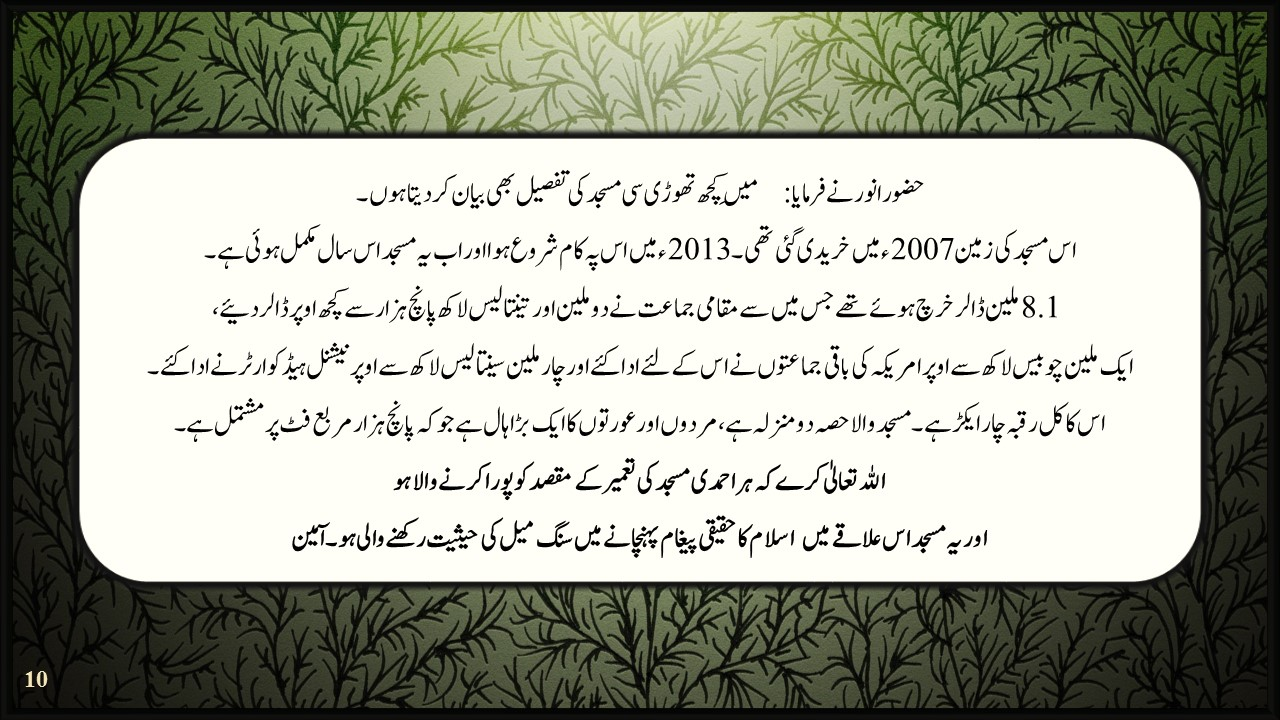 حضورانور نے فرمایا: میں کچھ تھوڑی سی مسجد کی تفصیل بھی بیان کر دیتا ہوں۔
اس مسجد کی زمین 2007ء میں خریدی گئی تھی۔ 2013ء میں اس پہ کام شروع ہوا اور اب یہ مسجد اس سال مکمل ہوئی ہے۔
8.1 ملین ڈالر خرچ ہوئے تھے جس میں سے مقامی جماعت نے دو ملین اور تینتالیس لاکھ پانچ ہزار سے کچھ اوپر ڈالر دیئے،
ایک ملین چوبیس لاکھ سے اوپر امریکہ کی باقی جماعتوں نے اس کے لئے ادا کئے اور چار ملین سینتالیس لاکھ سے اوپر نیشنل ہیڈ کوارٹر نے ادا کئے۔
اس کا کل رقبہ چار ایکڑ ہے۔ مسجد والا حصہ دو منزلہ ہے، مردوں اور عورتوں کا ایک بڑا ہال ہے جو کہ پانچ ہزار مربع فٹ پر مشتمل ہے۔
اللہ تعالیٰ کرے کہ ہر احمدی مسجد کی تعمیر کے مقصد کو پورا کرنے والا ہو
اور یہ مسجد اس علاقے میں اسلام کا حقیقی پیغام پہنچانے میں سنگ میل کی حیثیت رکھنے والی ہو۔ آمین
10